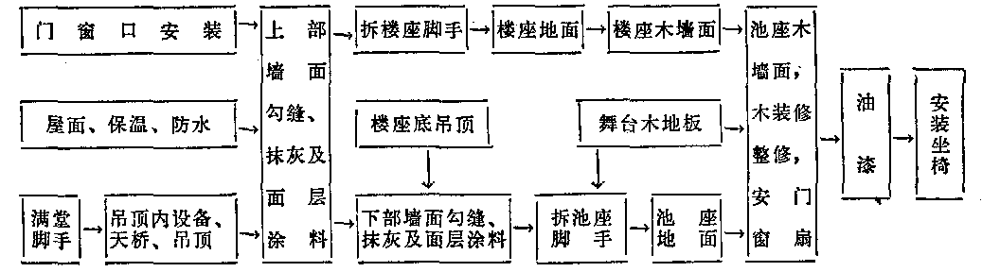 门窗口安装
屋面、保温、防水
满堂
脚手
吊顶内设备、
天桥、吊顶
上部
墙面
勾缝、
抹灰及
面层
涂料
拆楼座脚手
楼座地面
楼座木墙面
楼座底吊顶
舞台木地板
下部墙面勾缝、
抹灰及面层涂料
拆池座
脚手
池座
地面
池座木
墙面，
木装修
整修，
安门
窗扇
油
漆
安
装
坐
椅